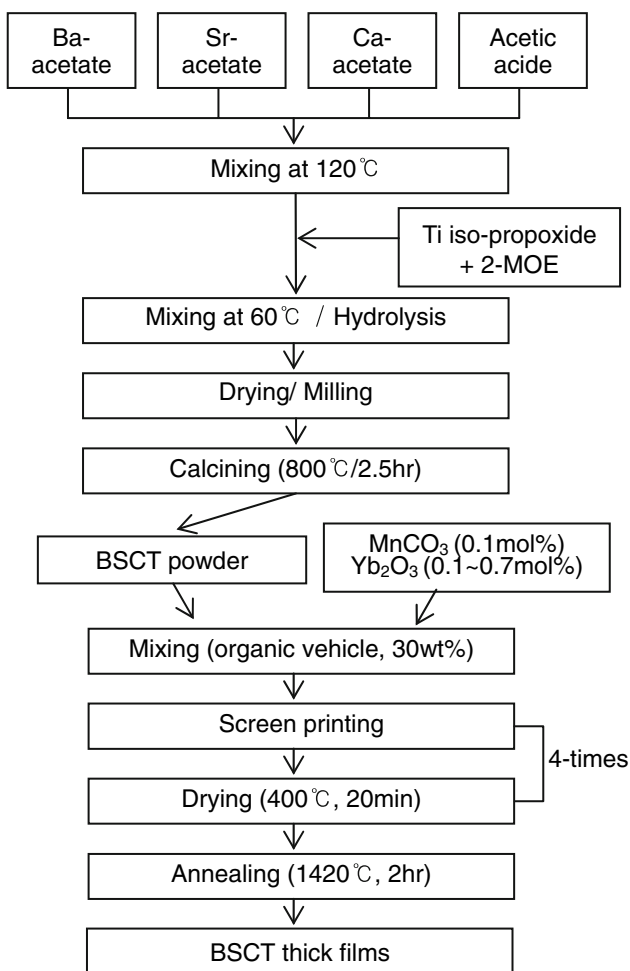 Ba-
acetate
Sr-
acetate
Ca-
acetate
Acetic
acide
Mixing at 120℃
Ti iso-propoxide
+ 2-MOE
Mixing at 60℃ / Hydrolysis
Drying/ Milling
Calcining (800℃/2.5hr)
BSCT powder
MnCO₃ (0.1mol%)
Yb₂O₃ (0.1~0.7mol%)
Mixing (organic vehicle, 30wt%)
Screen printing
4-times
Drying (400℃, 20min)
Annealing (1420℃, 2hr)
BSCT thick films